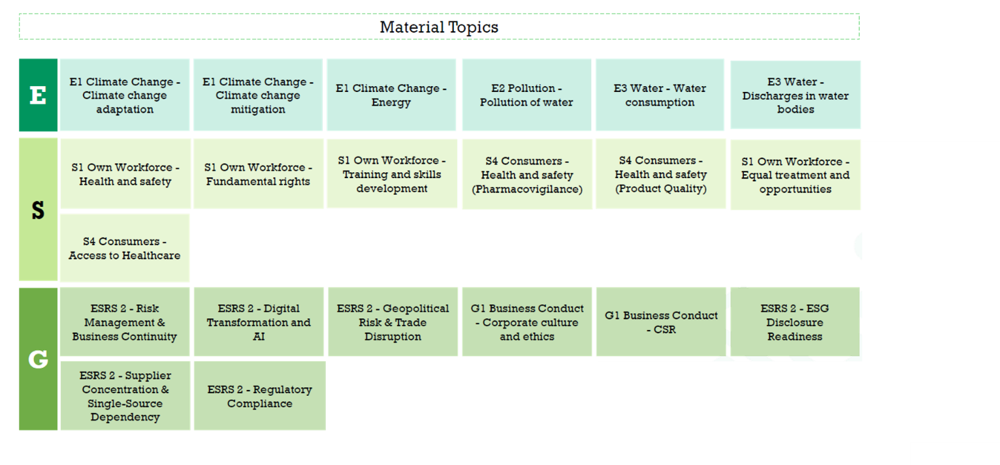 Material Topics
E
E1 Climate Change -
Climate change
adaptation
E1 Climate Change -
Climate change
mitigation
E1 Climate Change -
Energy
E2 Pollution -
Pollution of water
E3 Water - Water
consumption
E3 Water -
Discharges in water
bodies
S
S1 Own Workforce -
Health and safety
S1 Own Workforce -
Fundamental rights
S1 Own Workforce -
Training and skills
development
S4 Consumers -
Health and safety
(Pharmacovigilance)
S4 Consumers -
Health and safety
(Product Quality)
S1 Own Workforce -
Equal treatment and
opportunities
S4 Consumers -
Access to Healthcare
G
ESRS 2 - Risk
Management &
Business Continuity
ESRS 2 - Digital
Transformation and
AI
ESRS 2 - Geopolitical
Risk & Trade
Disruption
G1 Business Conduct
- Corporate culture
and ethics
G1 Business Conduct
- CSR
ESRS 2 - ESG
Disclosure
Readiness
ESRS 2 - Supplier
Concentration &
Single-Source
Dependency
ESRS 2 - Regulatory
Compliance